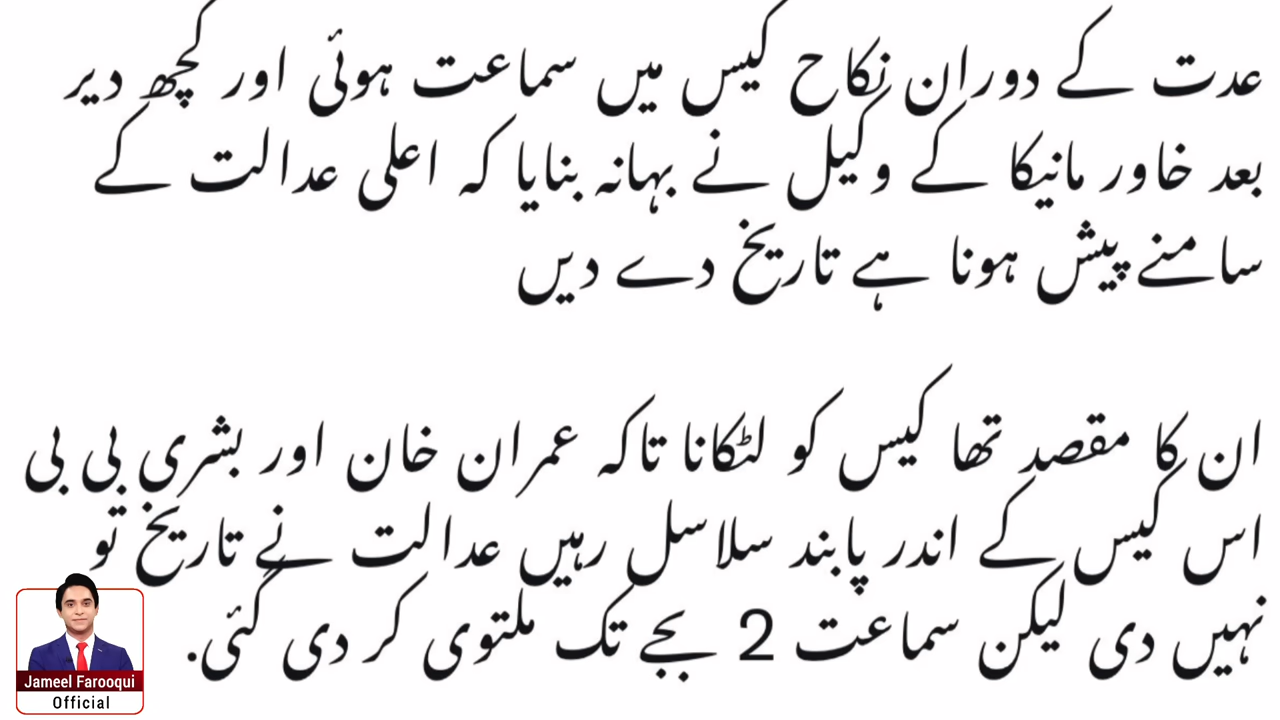 عدت کے دوران نکاح کیس میں سماعت ہوئی اور کچھ دیر
بعد خاور مانیکا کے وکیل نے بہانہ بنایا کہ اعلی عدالت کے
سامنے پیش ہونا ہے تاریخ دے دیں
ان کا مقصد تھا کیس کو لٹکانا تاکہ عمران خان اور بشری بی بی
اس کیس کے اندر پابند سلاسل رہیں عدالت نے تاریخ تو
نہیں دی لیکن سماعت 2 بجے تک ملتوی کر دی گئی.
Jameel Farooqui
Official